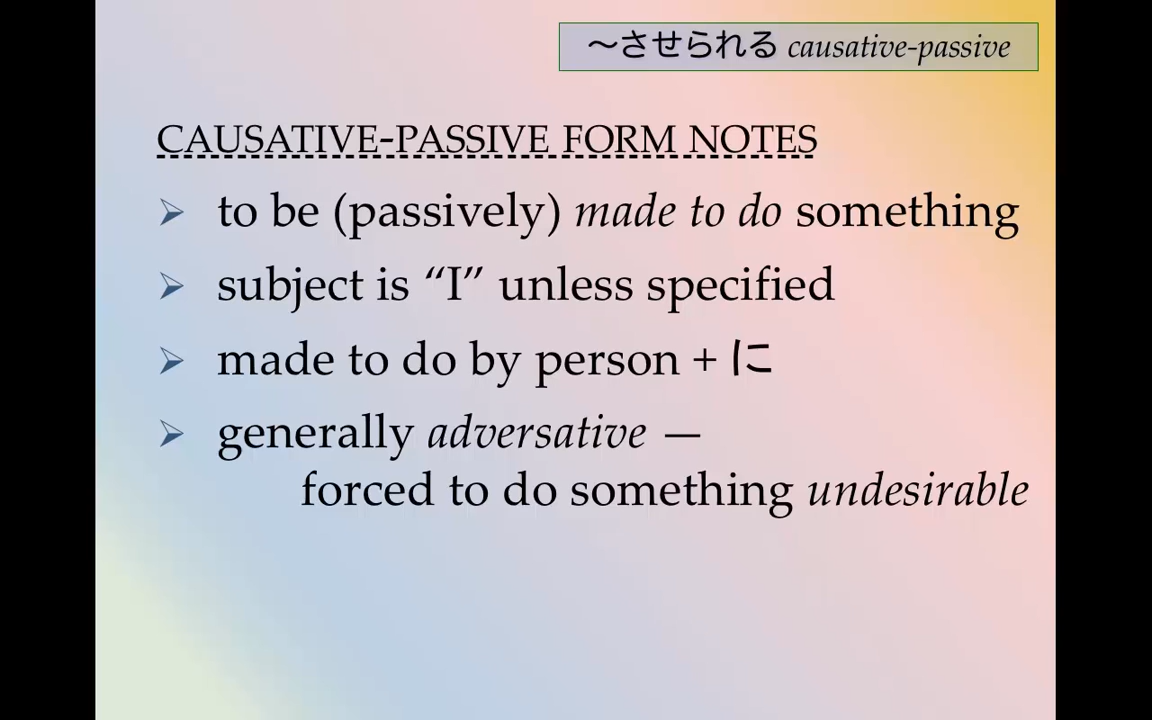 ～させられる causative-passive
CAUSATIVE-PASSIVE FORM NOTES
➢ to be (passively) made to do something
➢ subject is “I” unless specified
➢ made to do by person + に
➢ generally adversative —
forced to do something undesirable